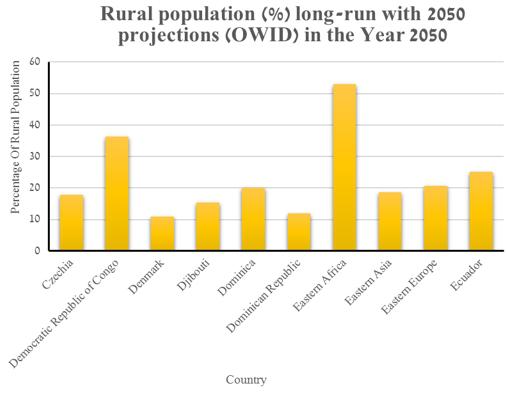 Rural population (%) long-run with 2050
projections (OWID) in the Year 2050
Percentage Of Rural Population
60
50
40
30
20
10
0
Czechia
Democratic Republic of Congo
Denmark
Djibouti
Dominica
Dominican Republic
Eastern Africa
Eastern Asia
Eastern Europe
Ecuador
Country